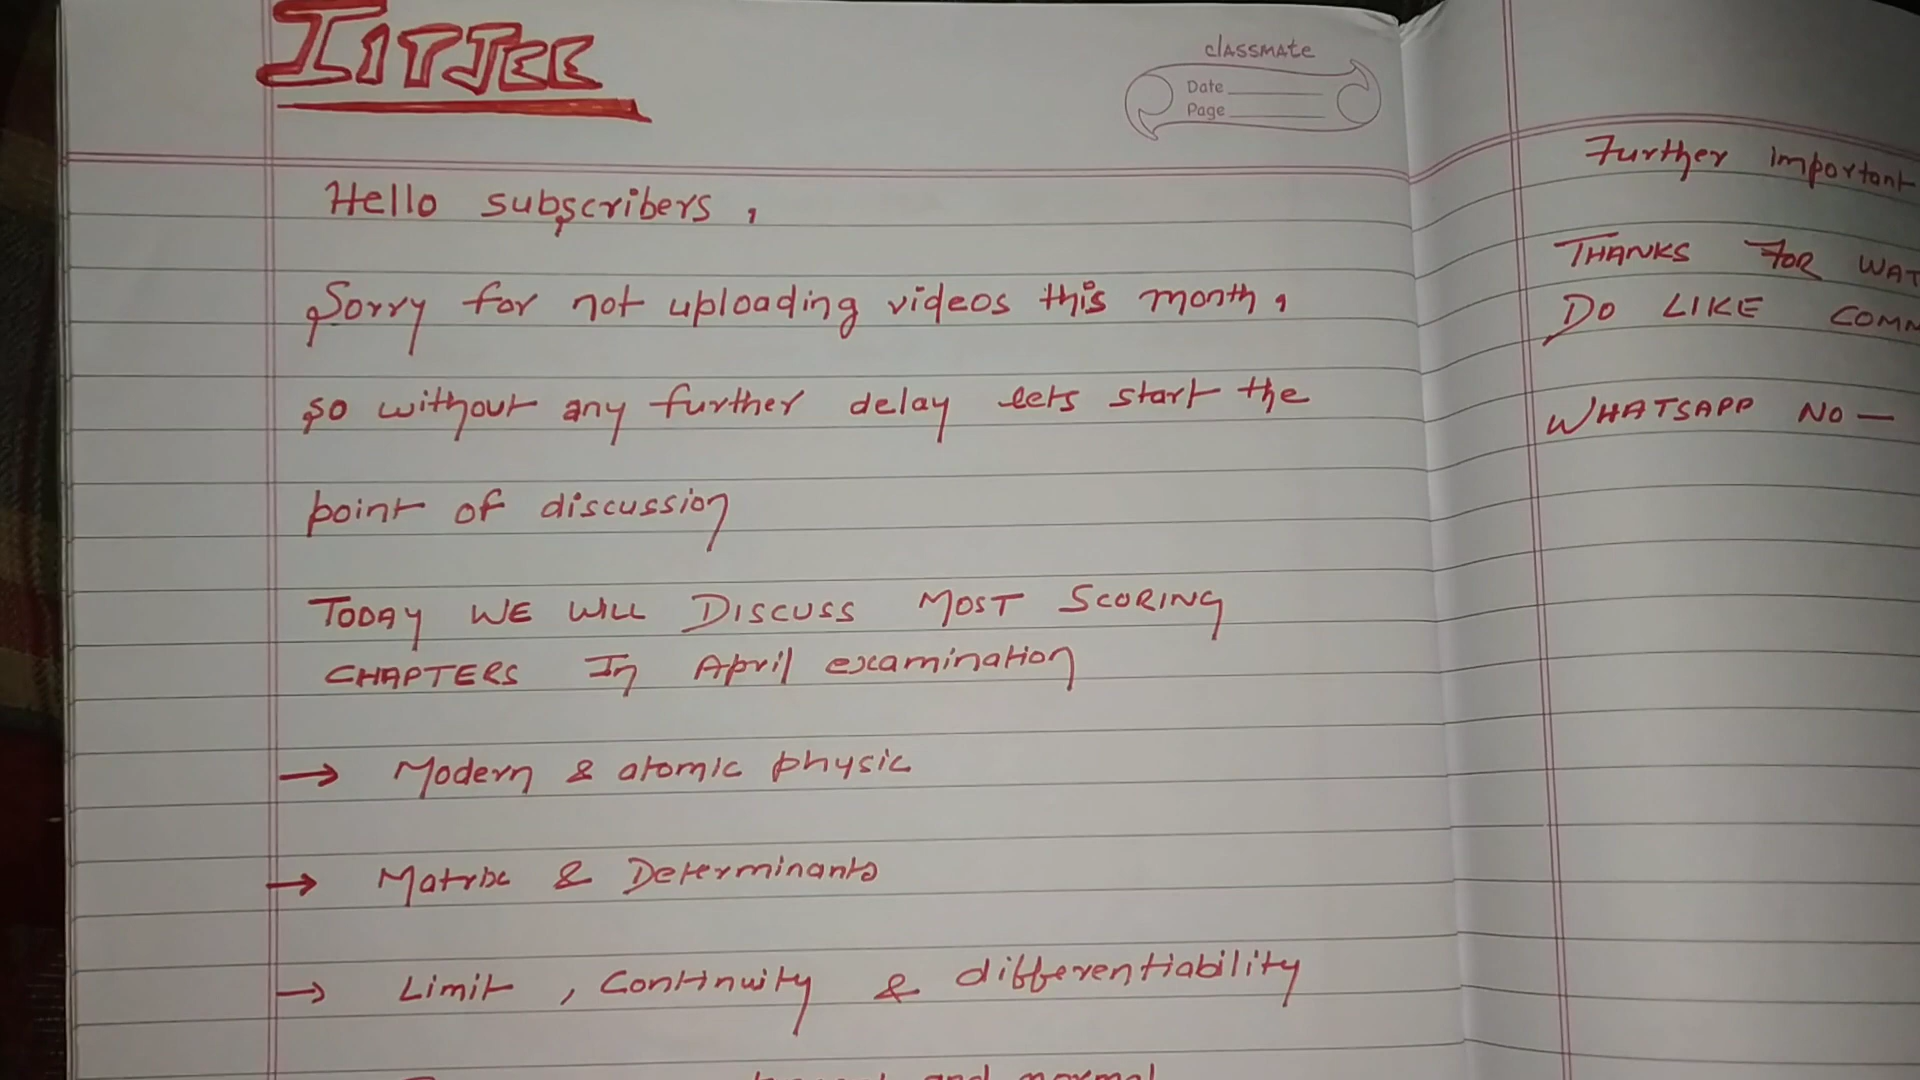 IITJEE
classmate
Date
Page
Hello subscribers,
Sorry for not uploading videos this month,
so without any further delay lets start the
point of discussion
TODAY WE WILL DISCUSS MOST SCORING
CHAPTERS In April examination
→ Modern & atomic physic
→ Matrix & Determinants
→ Limit, Continuity & differentiability
and normal
Further important
THANKS FOR
DO LIKE
WHATSAPP NO —